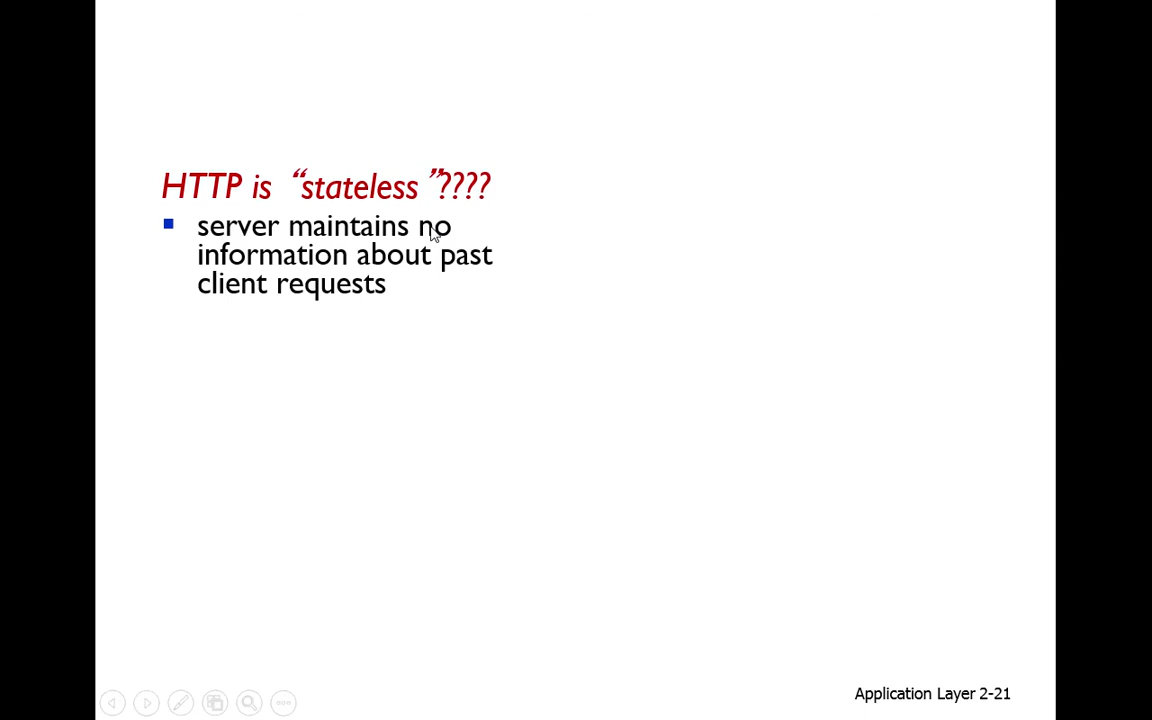 HTTP is “stateless”????
▪ server maintains no
information about past
client requests
Application Layer 2-21